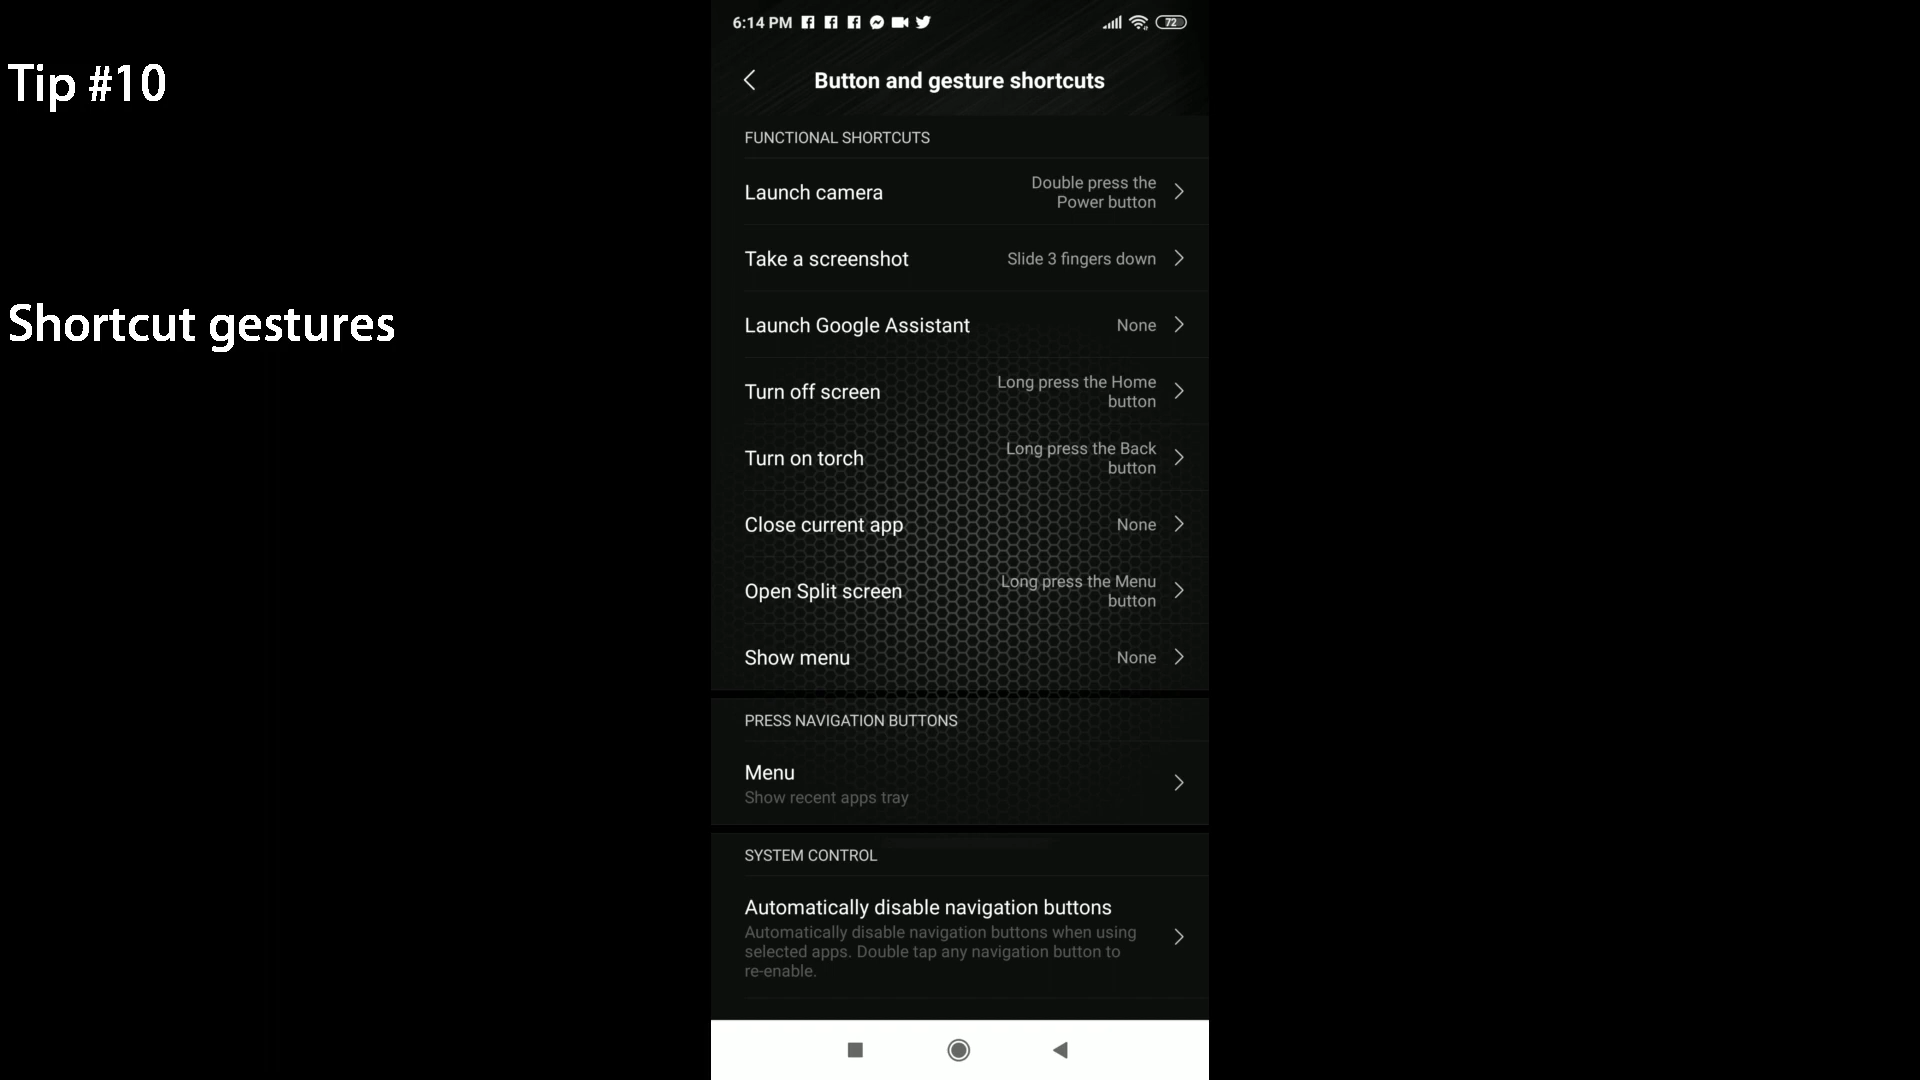 Tip #10
Shortcut gestures
6:14 PM
72
Button and gesture shortcuts
FUNCTIONAL SHORTCUTS
Launch camera
Double press the
Power button
Take a screenshot
Slide 3 fingers down
Launch Google Assistant
None
Turn off screen
Long press the Home
button
Turn on torch
Long press the Back
button
Close current app
None
Open Split screen
Long press the Menu
button
Show menu
None
PRESS NAVIGATION BUTTONS
Menu
Show recent apps tray
SYSTEM CONTROL
Automatically disable navigation buttons
Automatically disable navigation buttons when using
selected apps. Double tap any navigation button to
re-enable.